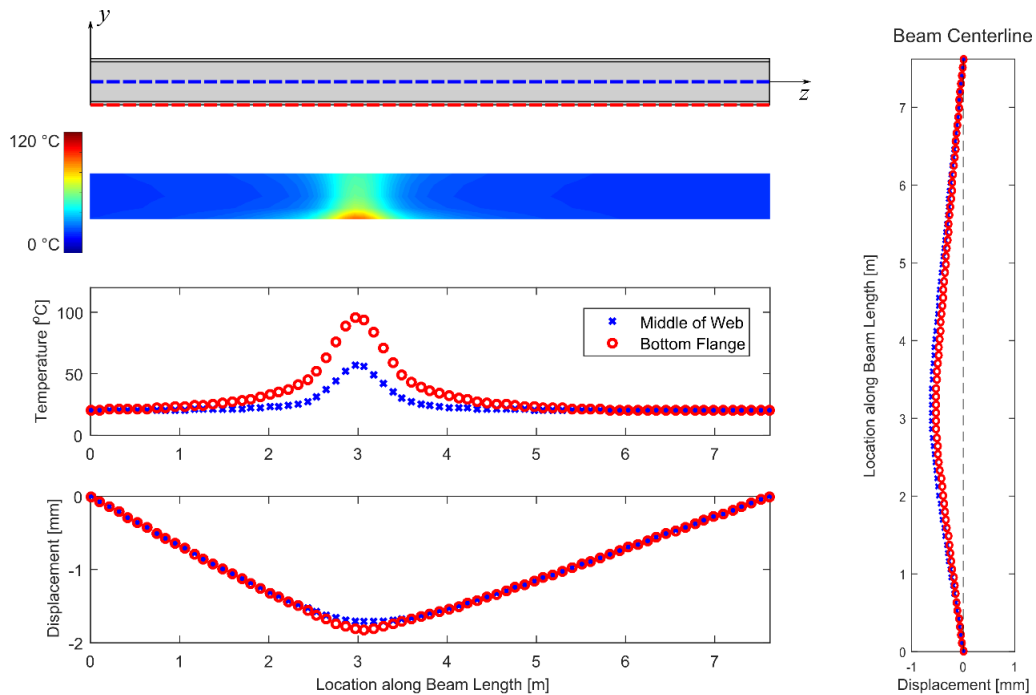 y
z
120 °C
0 °C
Temperature [°C]
100
50
0
Middle of Web
Bottom Flange
0 1 2 3 4 5 6 7
Displacement [mm]
0
-1
-2
0 1 2 3 4 5 6 7
Location along Beam Length [m]
Beam Centerline
Location along Beam Length [m]
7
6
5
4
3
2
1
0
-1 0 1
Displacement [mm]